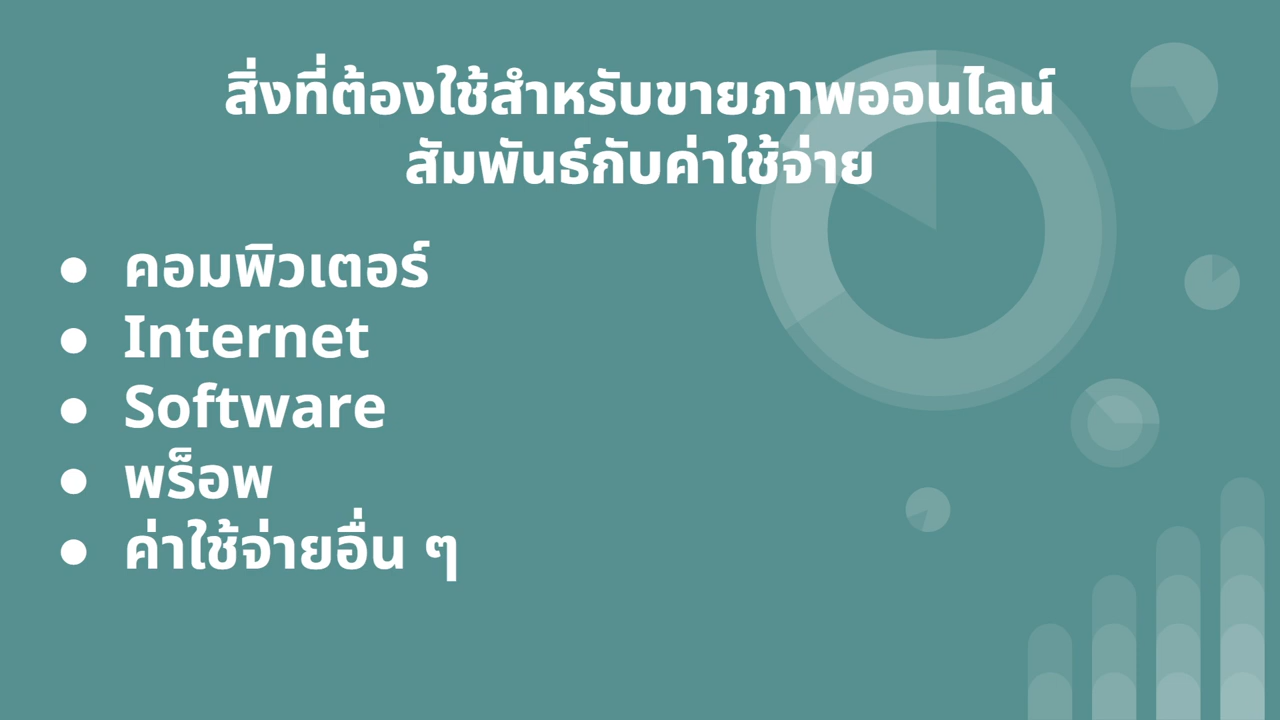 สิ่งที่ต้องใช้สำหรับขายภาพออนไลน์
สัมพันธ์กับค่าใช้จ่าย
● คอมพิวเตอร์
● Internet
● Software
● พร็อพ
● ค่าใช้จ่ายอื่น ๆ